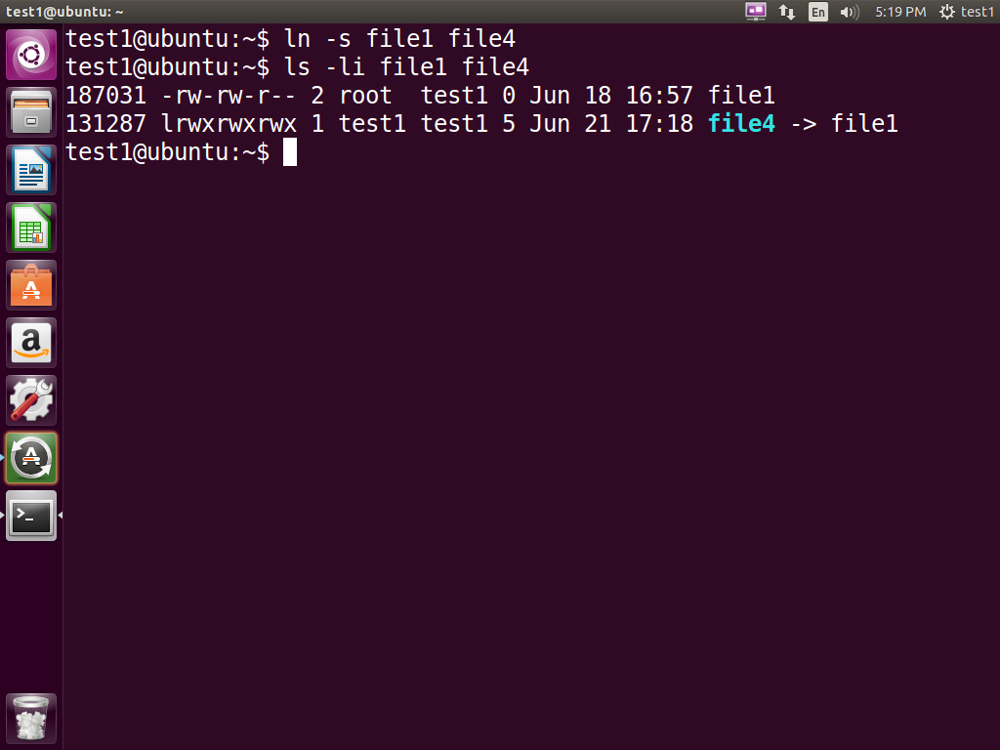 test1@ubuntu: ~
En
5:19 PM
test1
test1@ubuntu:~$ ln -s file1 file4
test1@ubuntu:~$ ls -li file1 file4
187031 -rw-rw-r-- 2 root  test1 0 Jun 18 16:57 file1
131287 lrwxrwxrwx 1 test1 test1 5 Jun 21 17:18 file4 -> file1
test1@ubuntu:~$
a
>_